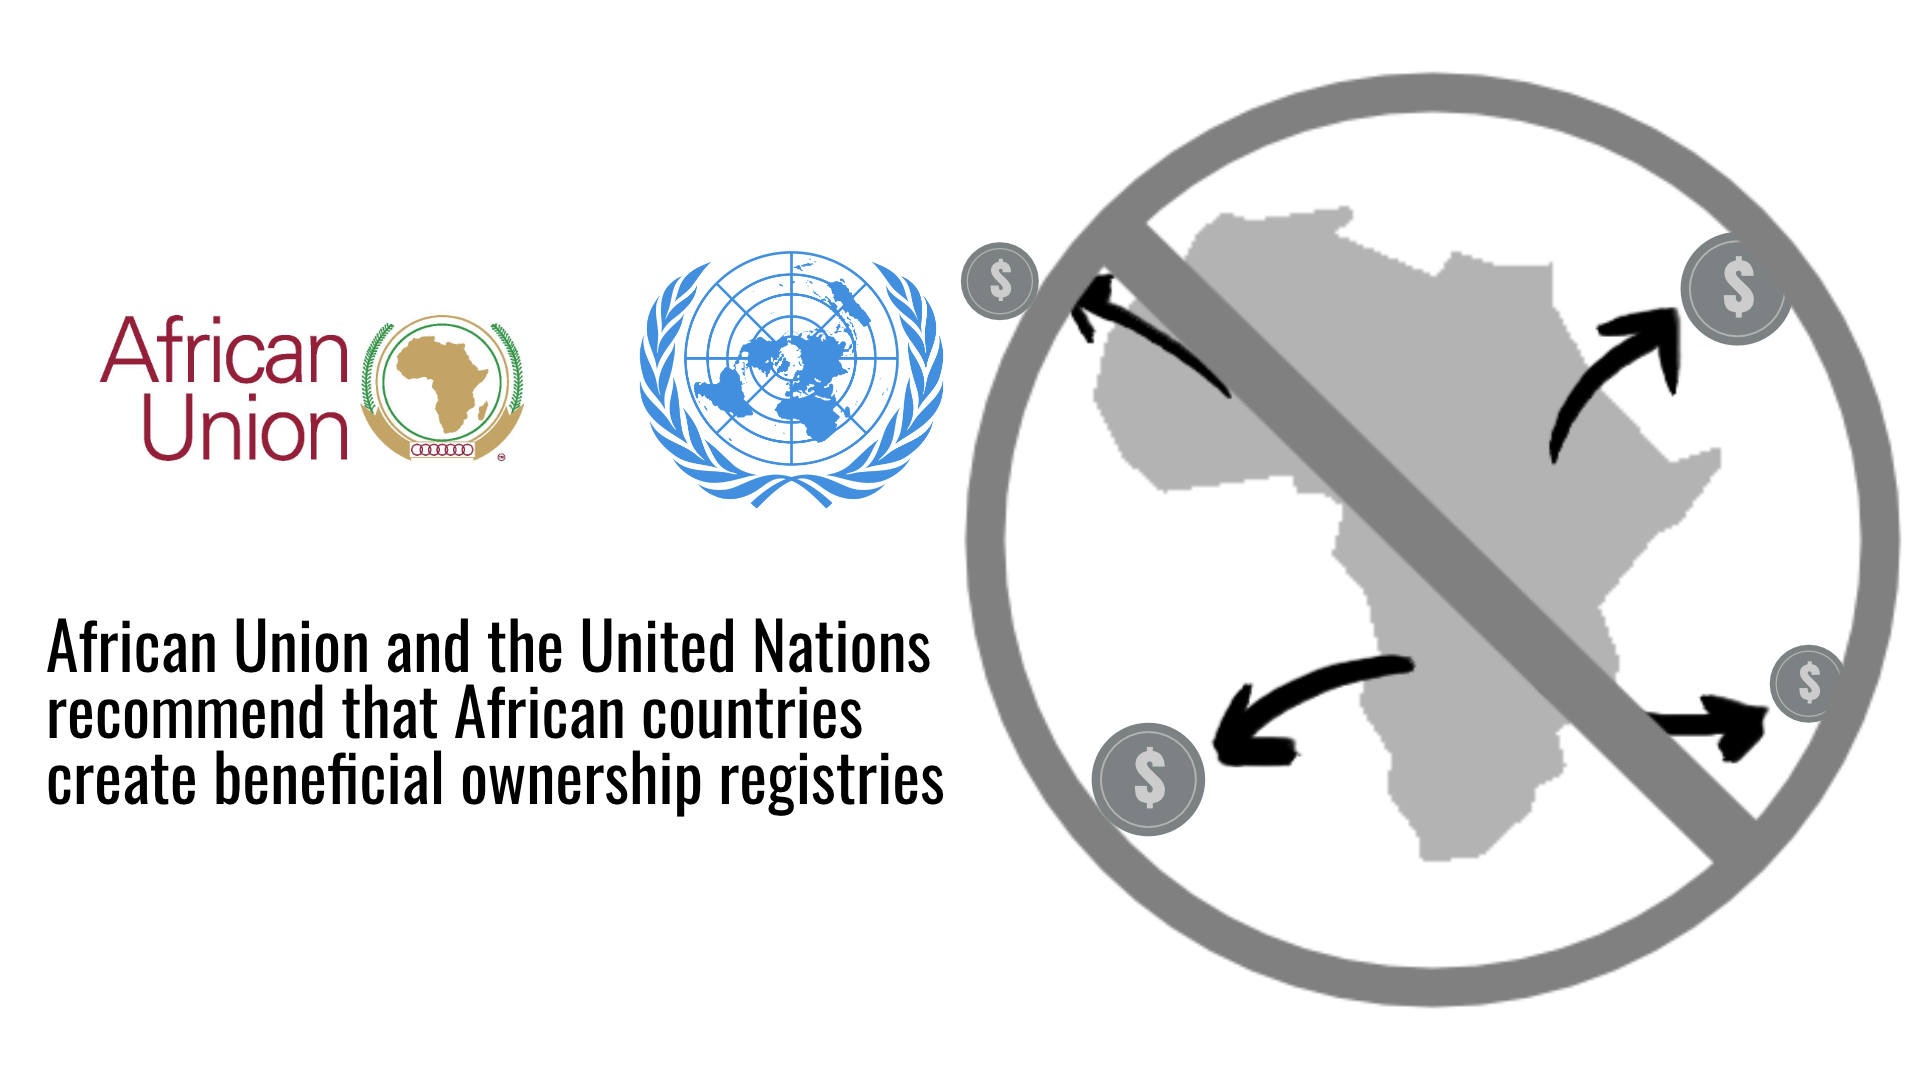 African
Union
African Union and the United Nations
recommend that African countries
create beneficial ownership registries
$
$
$
$